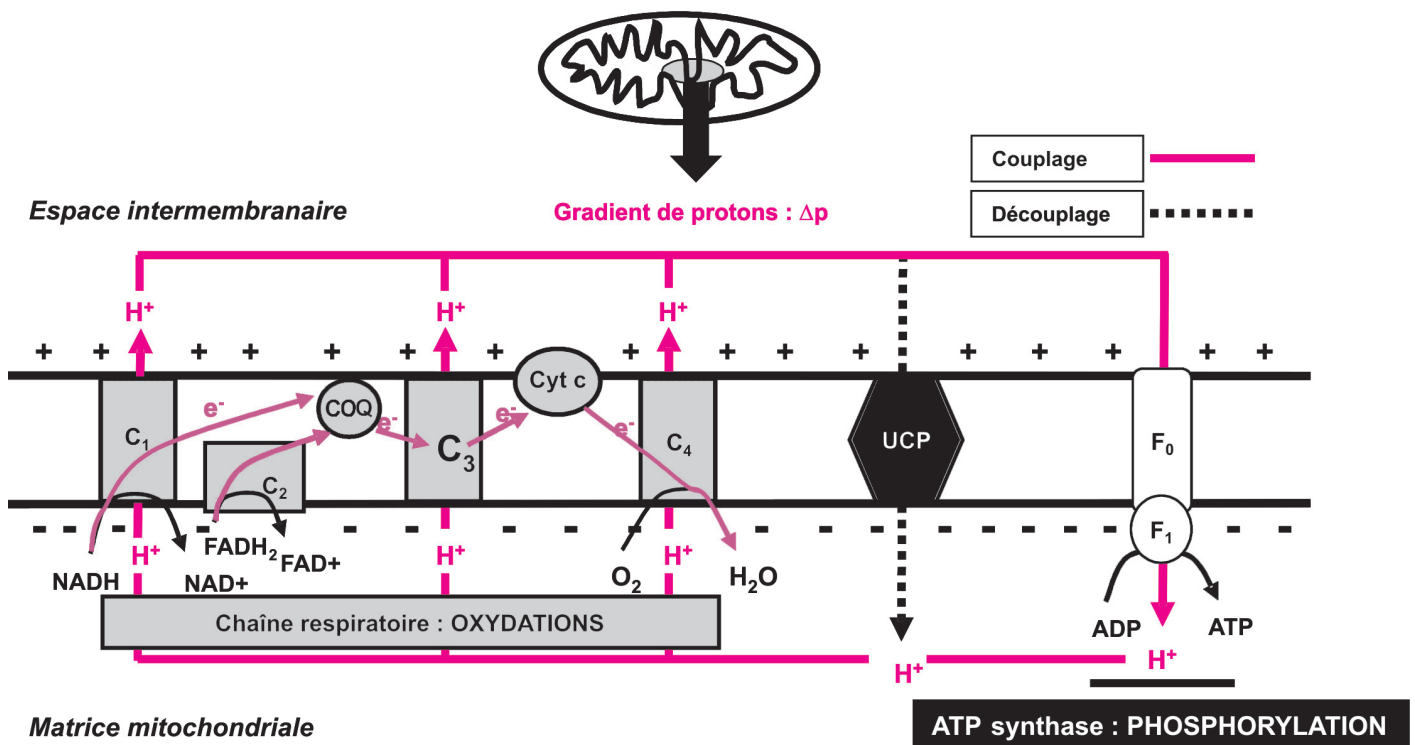 Couplage
Découplage
Espace intermembranaire
Gradient de protons : Δp
H⁺
H⁺
H⁺
+ + + + + + + + + + + + + + +
C₁
e⁻
COQ
e⁻
C₃
e⁻
Cyt c
e⁻
C₄
UCP
F₀
C₂
F₁
- - - - - - - - - - - - - - - - - -
H⁺
H⁺
H⁺
NADH
NAD+
FADH₂
FAD+
O₂
H₂O
ADP
ATP
Chaîne respiratoire : OXYDATIONS
H⁺
H⁺
Matrice mitochondriale
ATP synthase : PHOSPHORYLATION